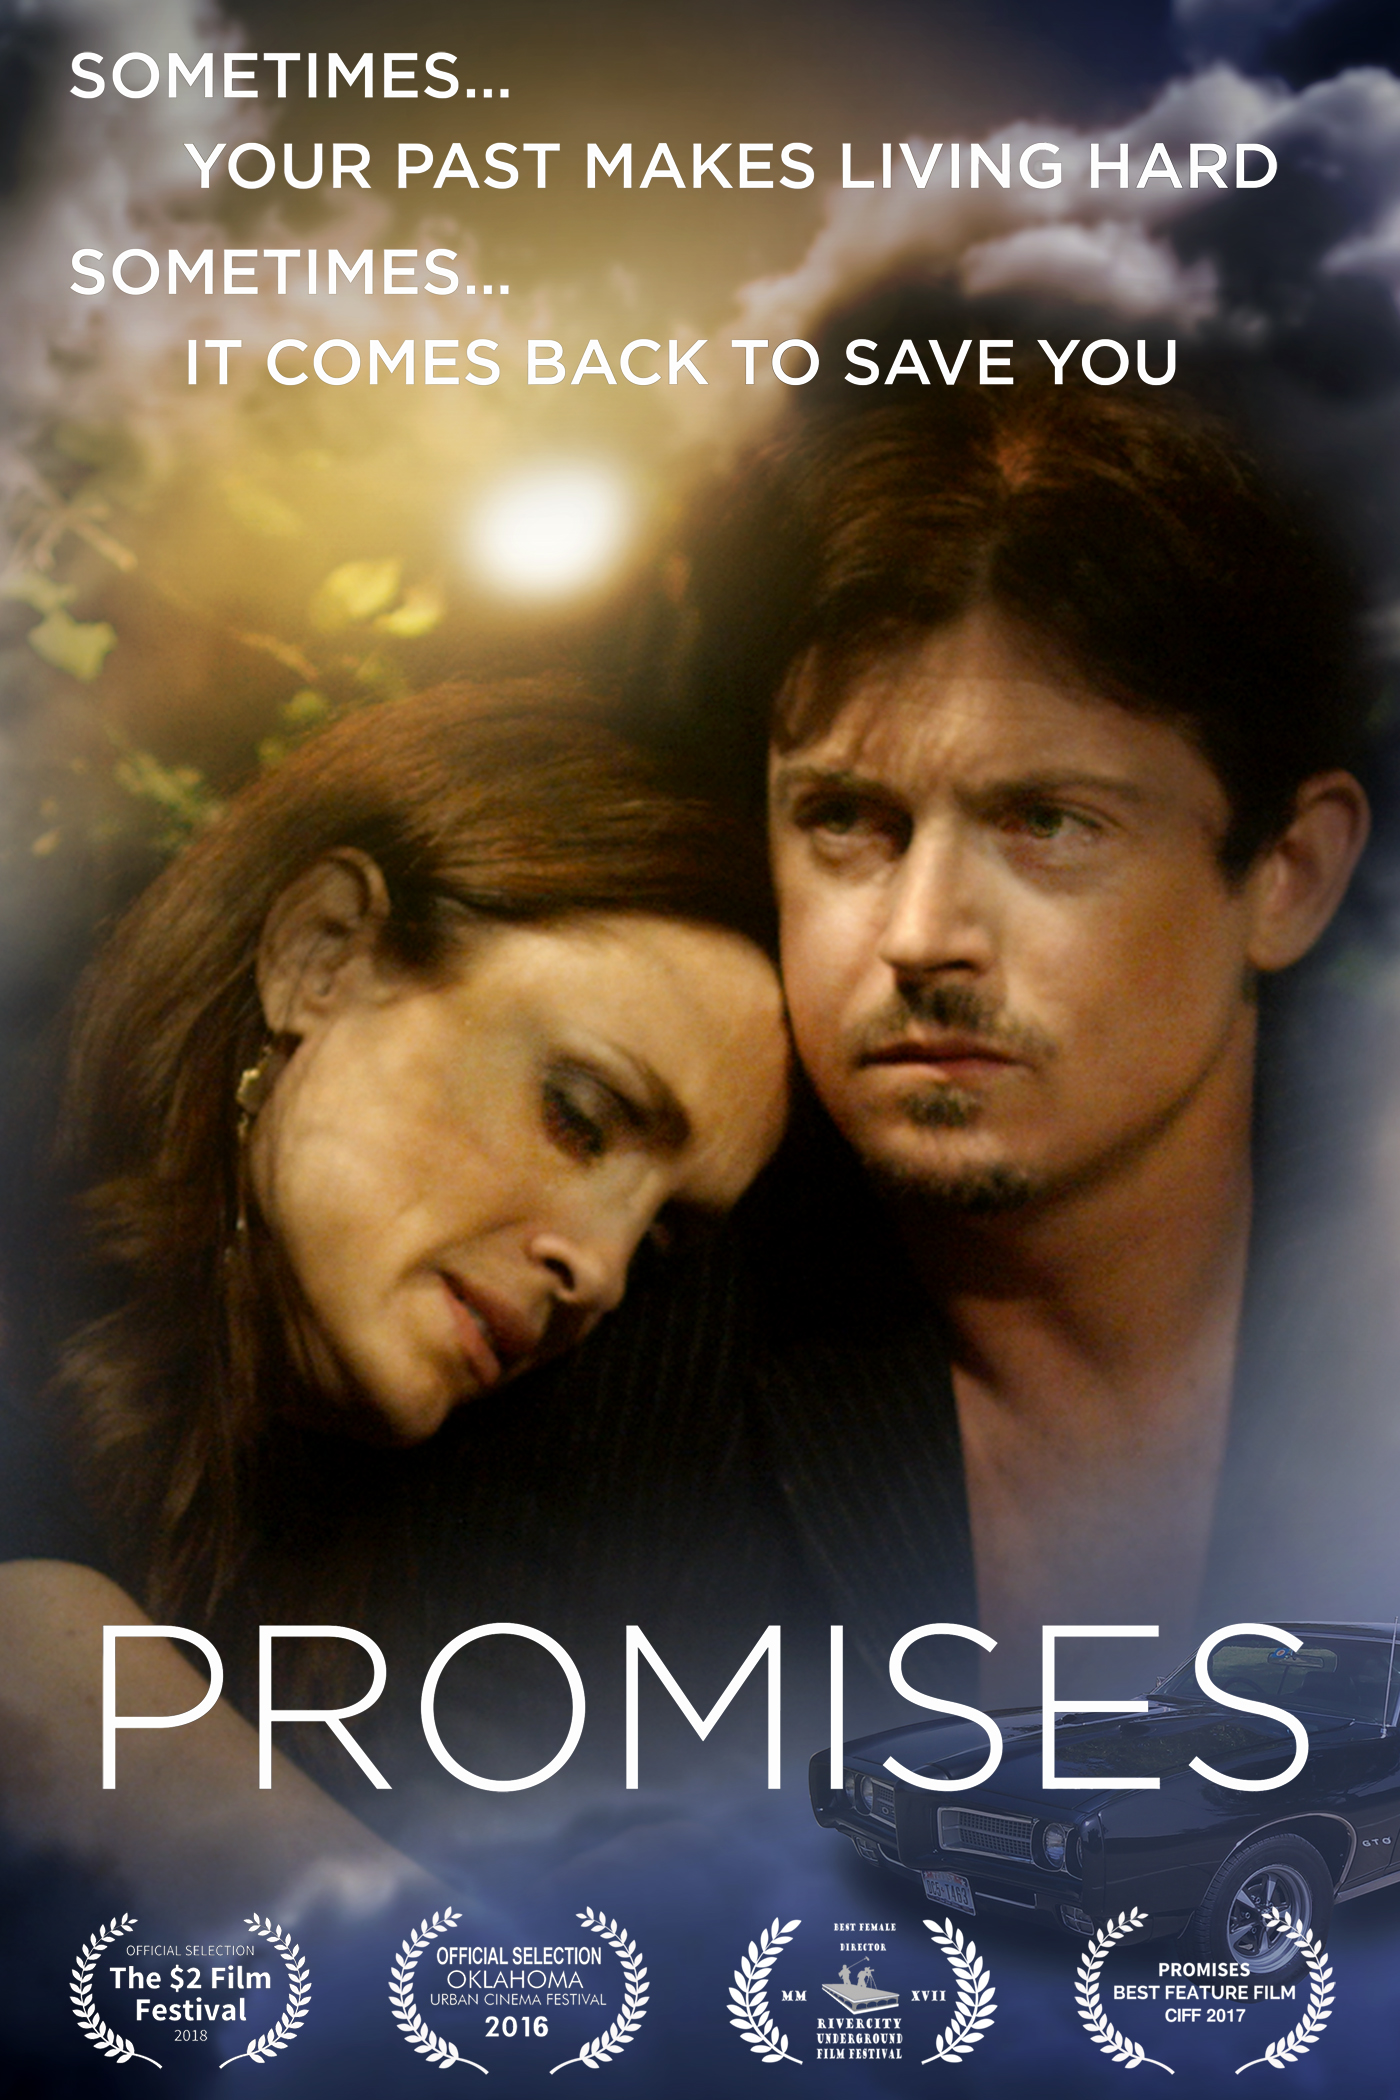 SOMETIMES...
YOUR PAST MAKES LIVING HARD
SOMETIMES...
IT COMES BACK TO SAVE YOU
PROMISES
GTO
OFFICIAL SELECTION
The $2 Film
Festival
2018
OFFICIAL SELECTION
OKLAHOMA
URBAN CINEMA FESTIVAL
2016
BEST FEMALE
DIRECTOR
MM XVII
RIVERCITY
UNDERGROUND
FILM FESTIVAL
PROMISES
BEST FEATURE FILM
CIFF 2017